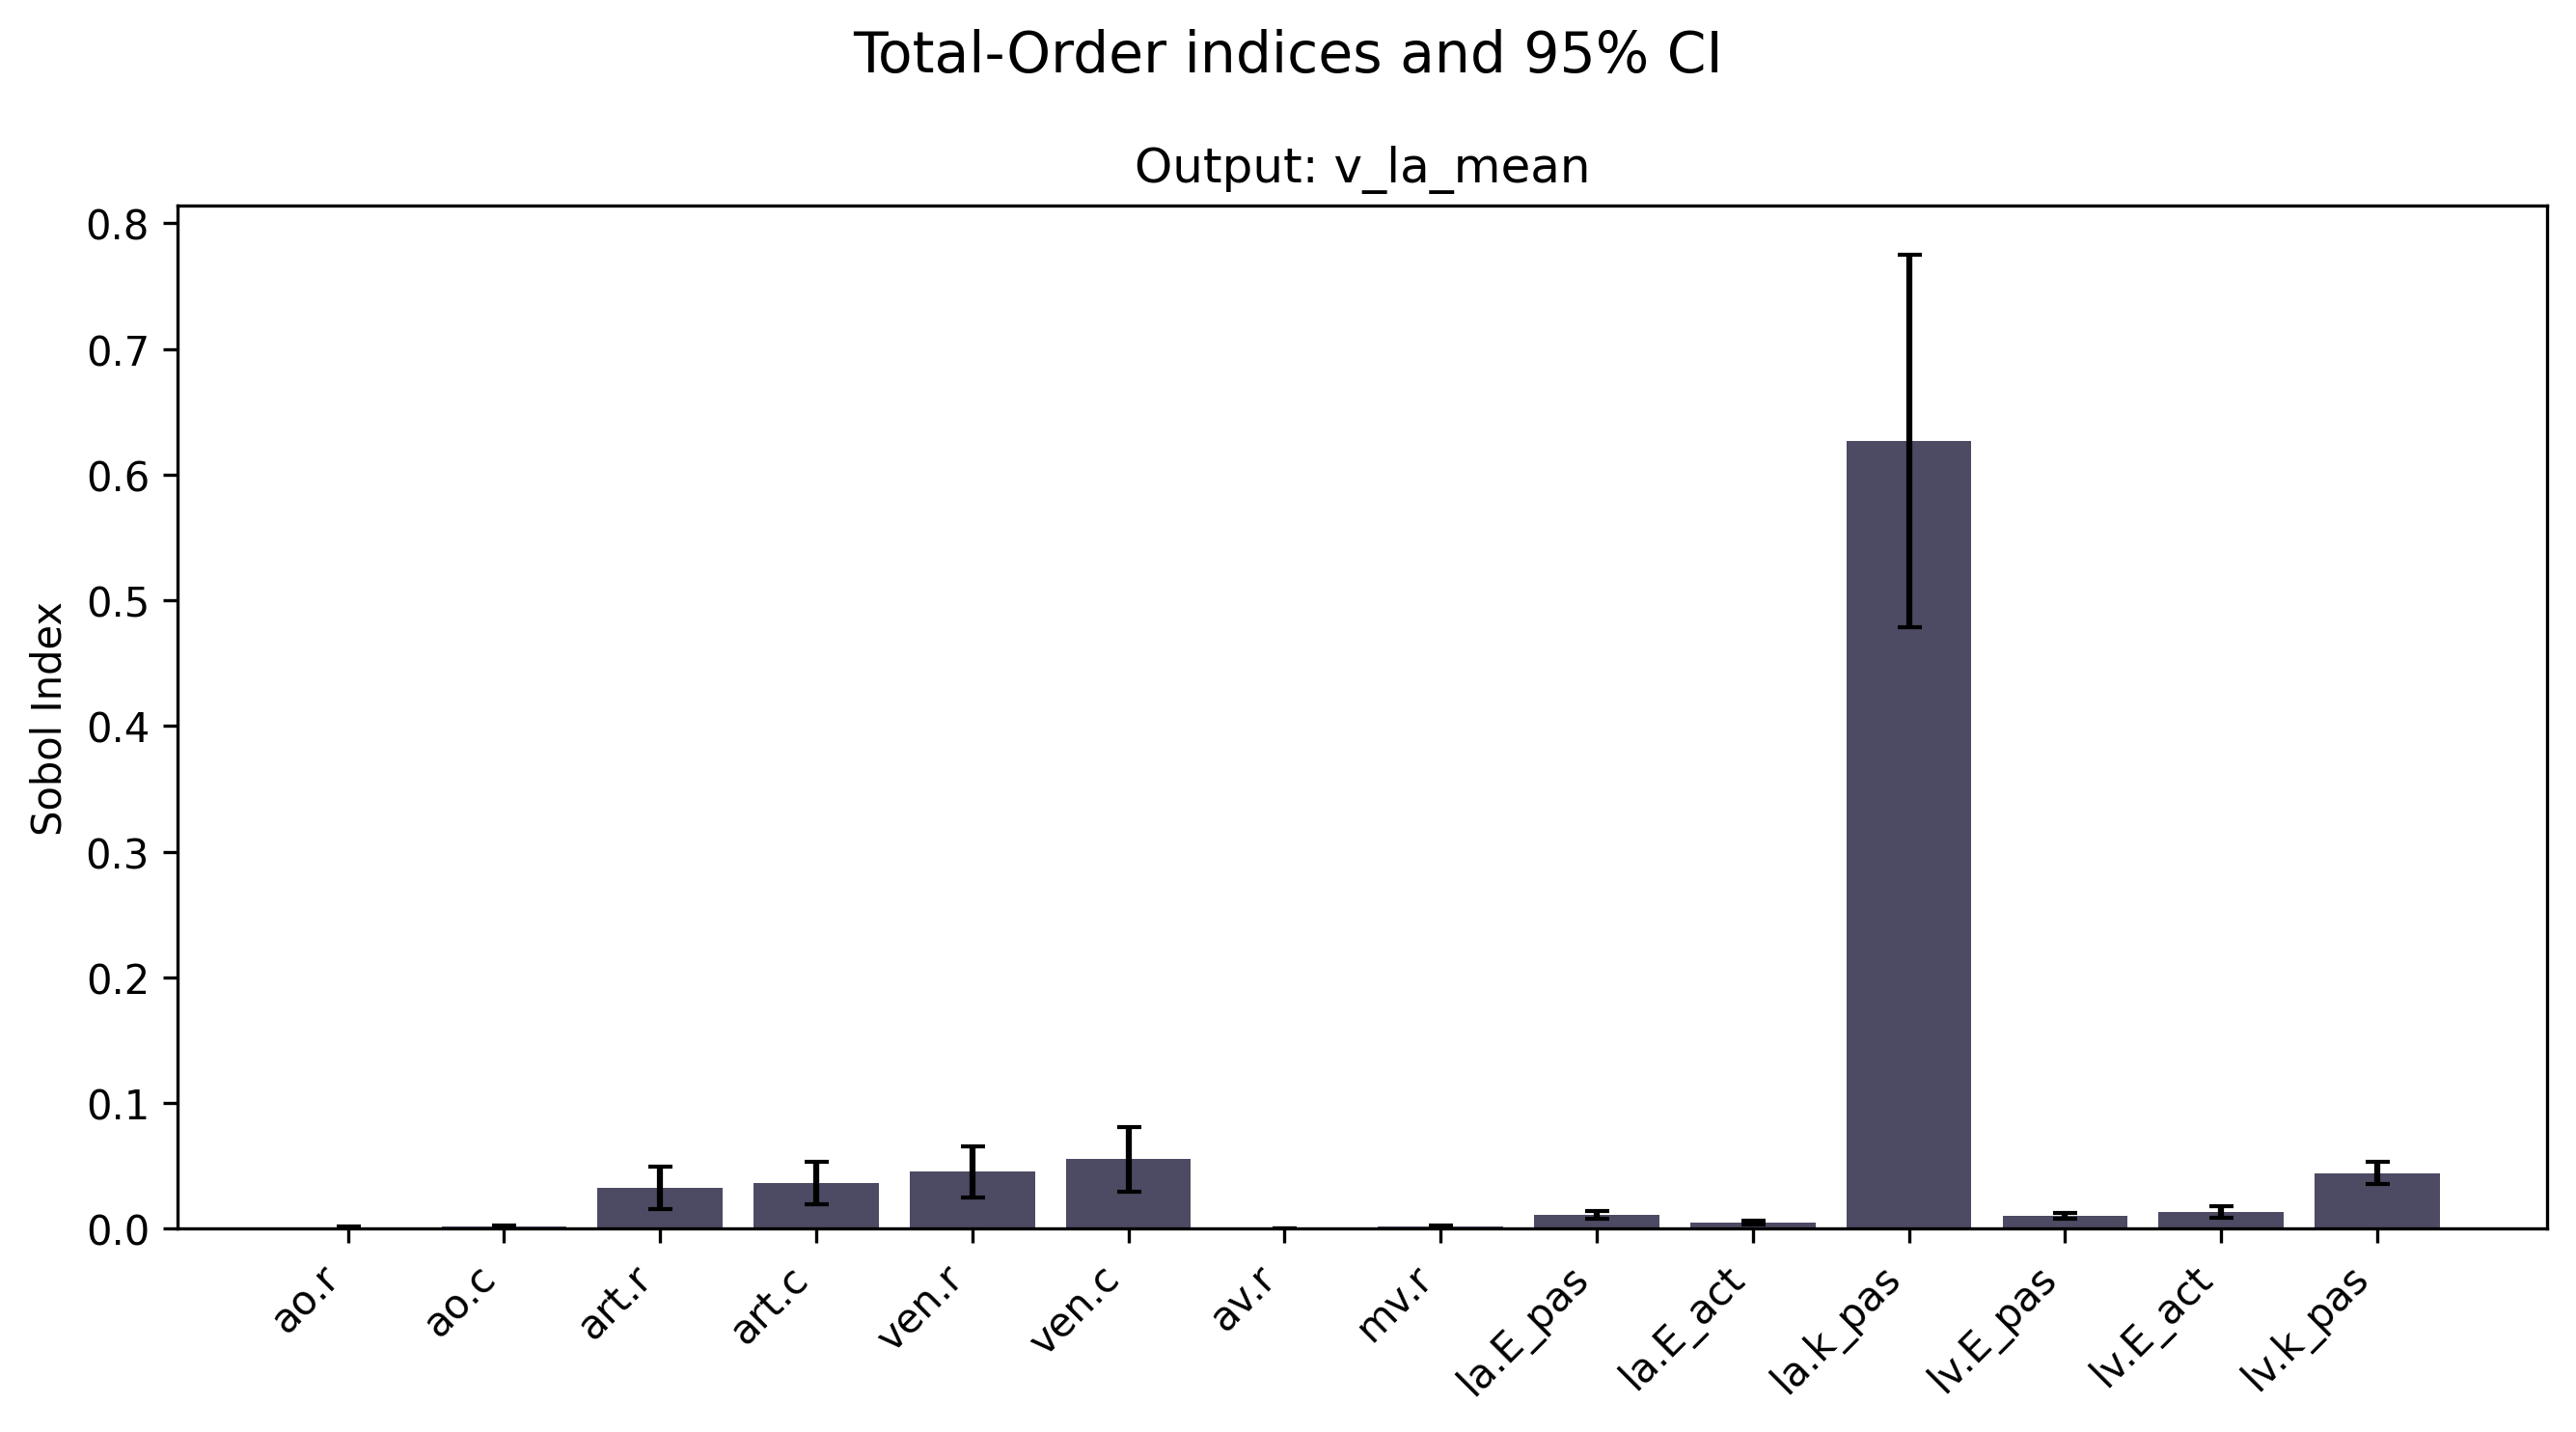 Total-Order indices and 95% CI
Output: v_la_mean
Sobol Index
0.8
0.7
0.6
0.5
0.4
0.3
0.2
0.1
0.0
ao.r
ao.c
art.r
art.c
ven.r
ven.c
av.r
mv.r
la.E_pas
la.E_act
la.k_pas
lv.E_pas
lv.E_act
lv.k_pas